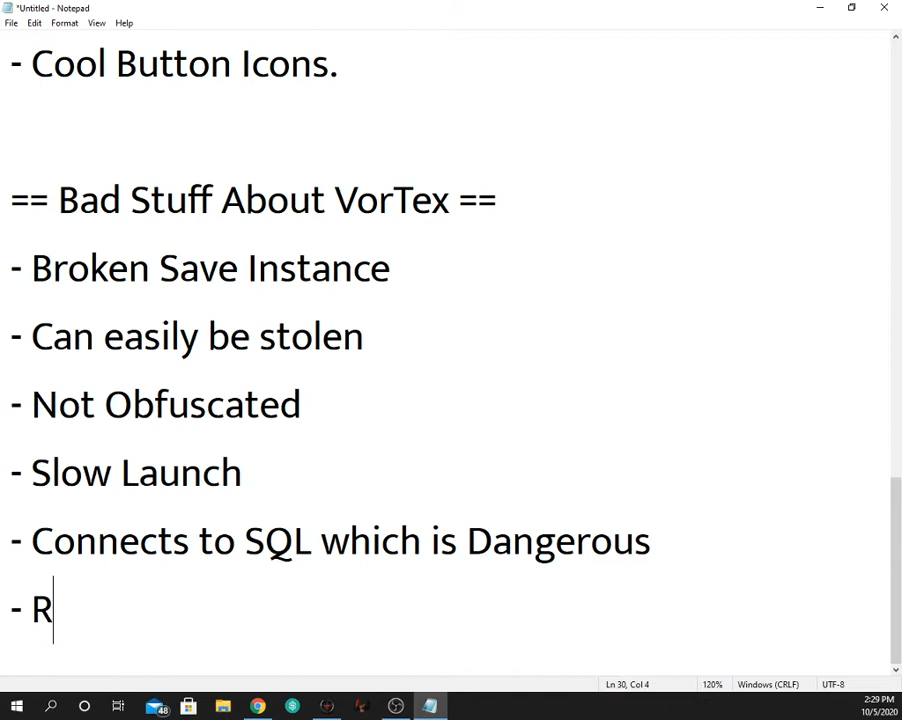 *Untitled - Notepad
File Edit Format View Help
- Cool Button Icons.
== Bad Stuff About VorTex ==
- Broken Save Instance
- Can easily be stolen
- Not Obfuscated
- Slow Launch
- Connects to SQL which is Dangerous
- R
Ln 30, Col 4 120% Windows (CRLF) UTF-8
48
2:29 PM
10/5/2020